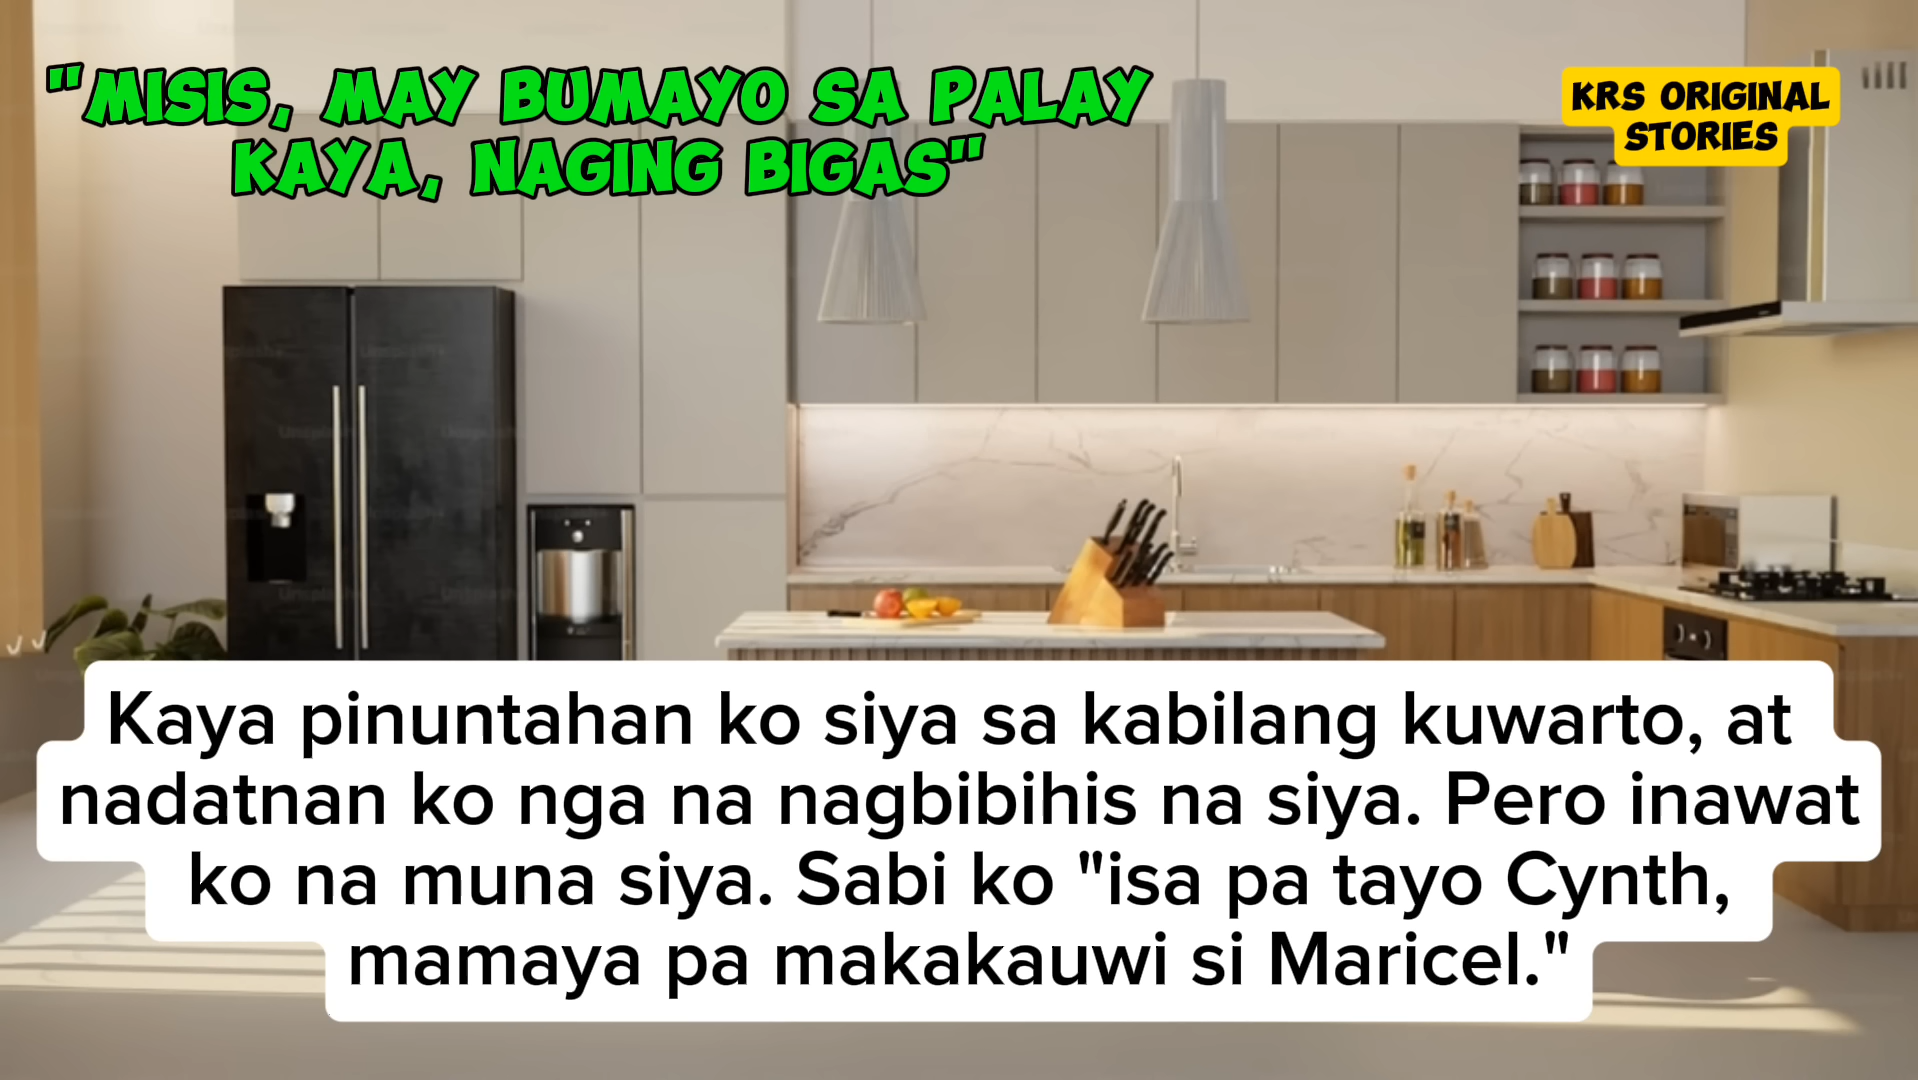 "MISIS, MAY BUMAYO SA PALAY
KAYA, NAGING BIGAS"
KRS ORIGINAL
STORIES
Kaya pinuntahan ko siya sa kabilang kuwarto, at
nadatnan ko nga na nagbibihis na siya. Pero inawat
ko na muna siya. Sabi ko "isa pa tayo Cynth,
mamaya pa makakauwi si Maricel."